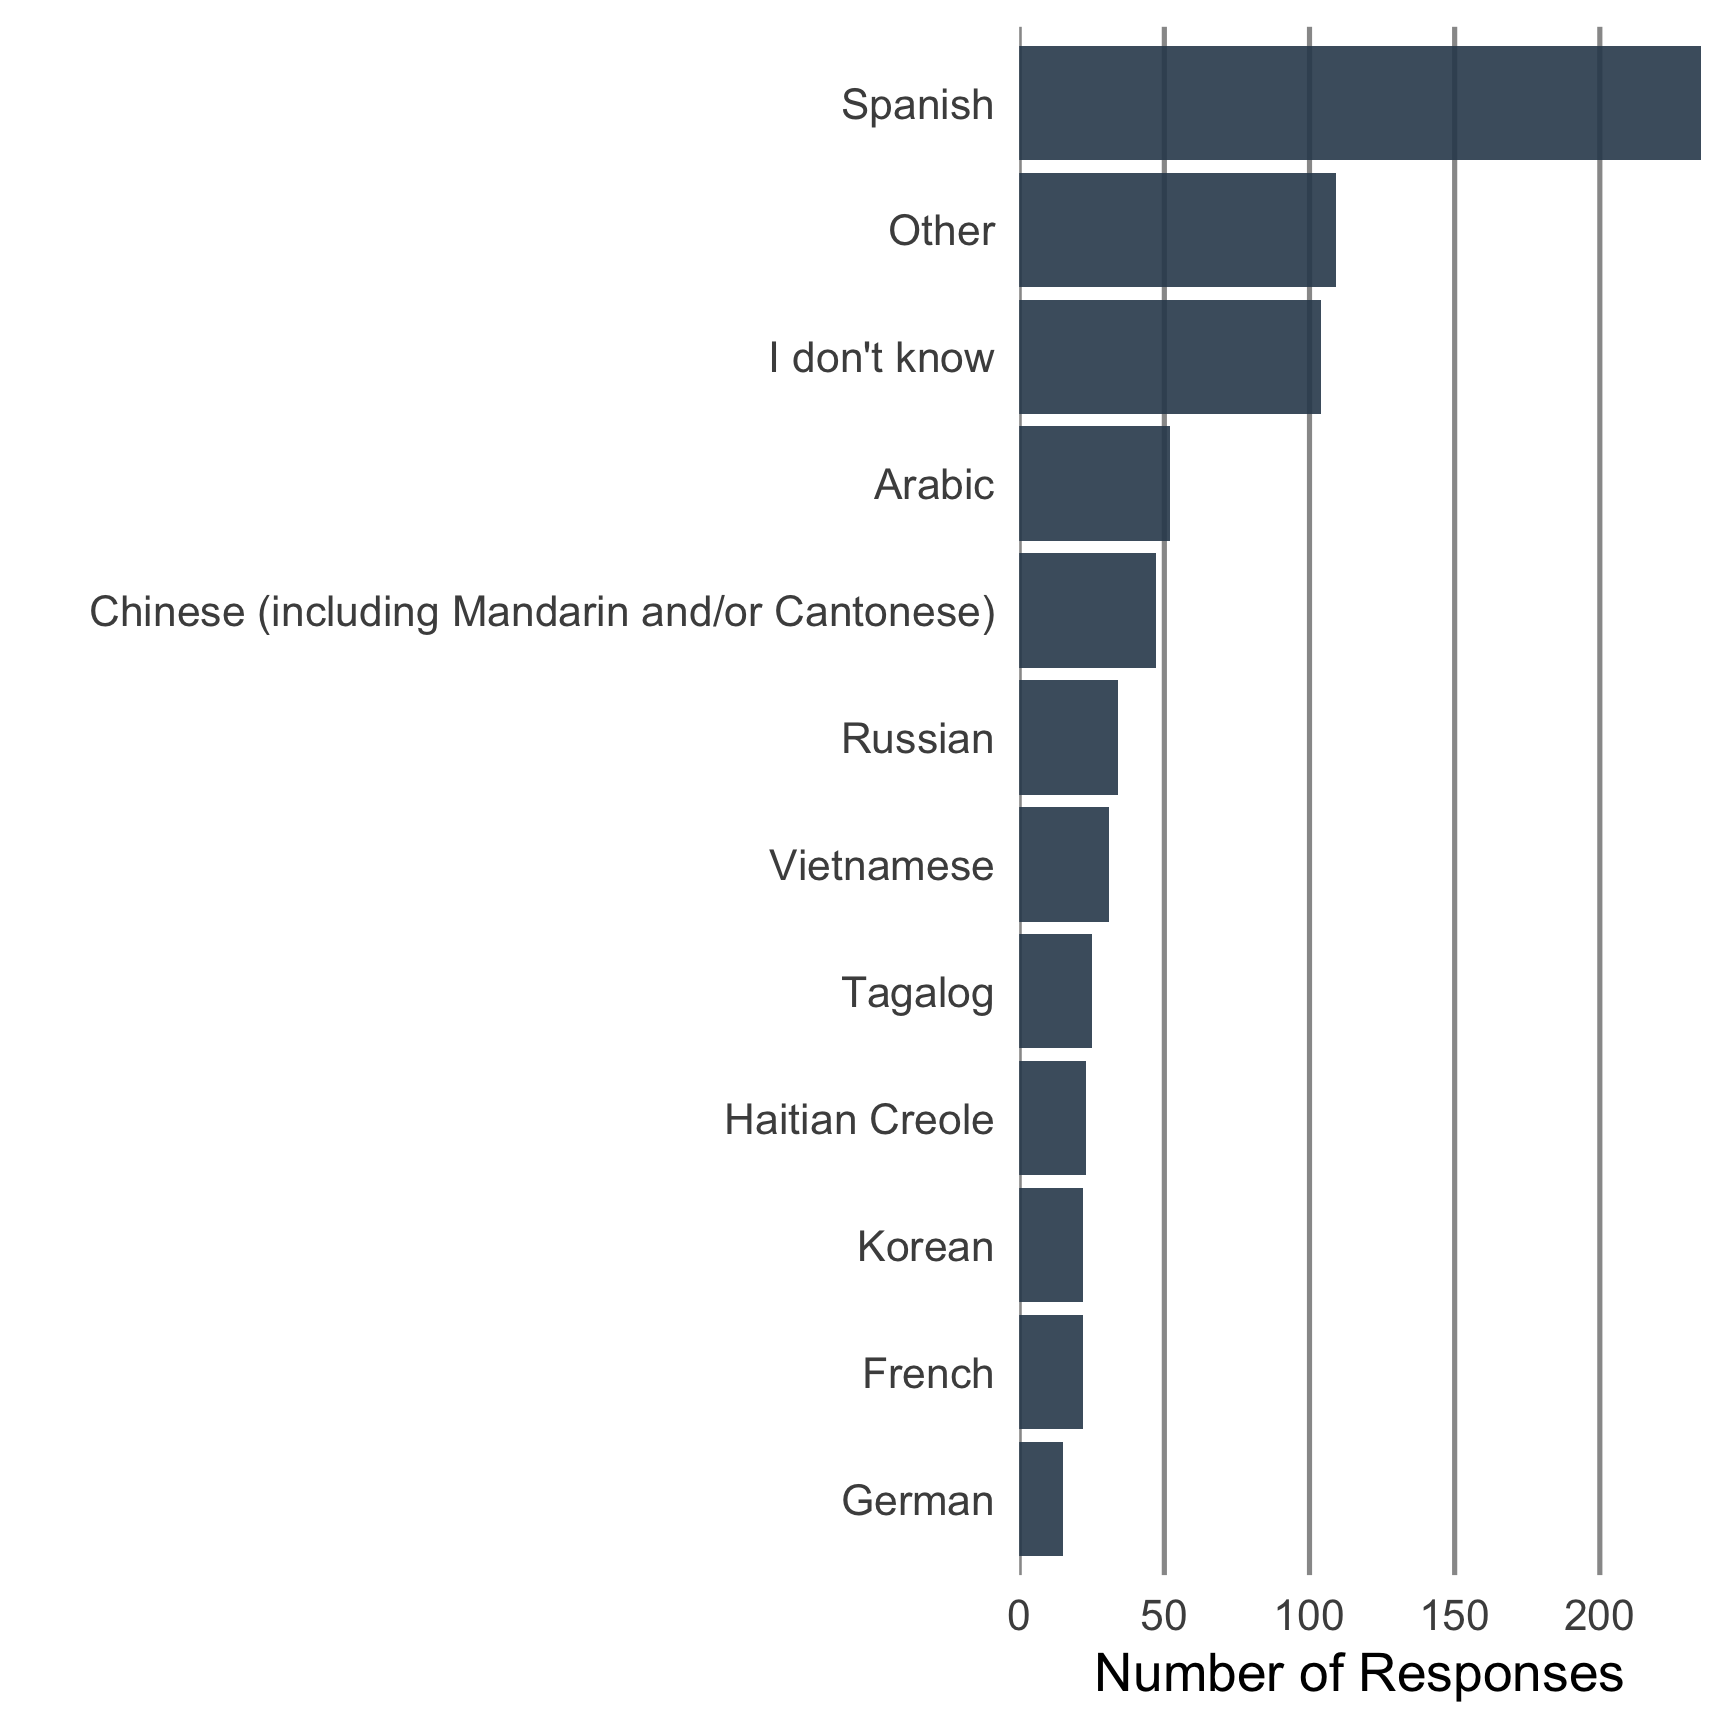 Spanish
Other
I don't know
Arabic
Chinese (including Mandarin and/or Cantonese)
Russian
Vietnamese
Tagalog
Haitian Creole
Korean
French
German
0 50 100 150 200
Number of Responses